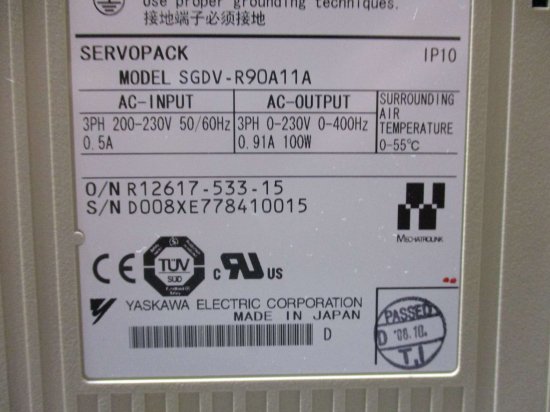 Use proper grounding techniques.
接地端子必须接地
SERVOPACK IP10
MODEL SGDV-R90A11A
AC-INPUT AC-OUTPUT SURROUNDING AIR TEMPERATURE
3PH 200-230V 50/60Hz 3PH 0-230V 0-400Hz
0.5A 0.91A 100W 0-55℃
O/N R12617-533-15
S/N D008XE778410015
MECHATROLINK
CE TÜV SÜD c RU US
YASKAWA ELECTRIC CORPORATION
MADE IN JAPAN
D
PASSED
D '08.10.
T.I